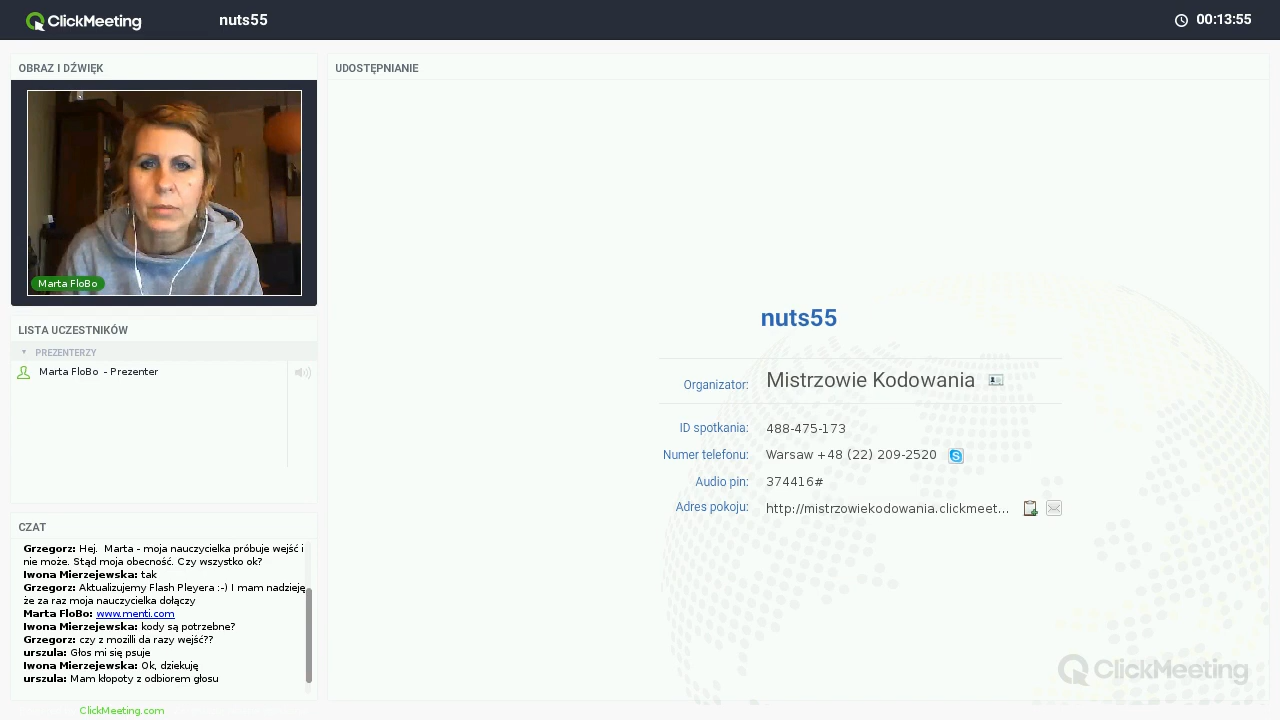 ClickMeeting
nuts55
00:13:55
OBRAZ I DŹWIĘK
Marta FloBo
LISTA UCZESTNIKÓW
PREZENTERZY
Marta FloBo - Prezenter
CZAT
Grzegorz: Hej. Marta - moja nauczycielka próbuje wejść i
nie może. Stąd moja obecność. Czy wszystko ok?
Iwona Mierzejewska: tak
Grzegorz: Aktualizujemy Flash Pleyera :-) I mam nadzieję,
że za raz moja nauczycielka dołączy
Marta FloBo: www.menti.com
Iwona Mierzejewska: kody są potrzebne?
Grzegorz: czy z mozilli da razy wejść??
urszula: Głos mi się psuje
Iwona Mierzejewska: Ok, dziekuję
urszula: Mam kłopoty z odbiorem głosu
ClickMeeting.com
UDOSTĘPNIANIE
nuts55
Organizator: Mistrzowie Kodowania
ID spotkania: 488-475-173
Numer telefonu: Warsaw +48 (22) 209-2520
Audio pin: 374416#
Adres pokoju: http://mistrzowiekodowania.clickmeet...
ClickMeeting